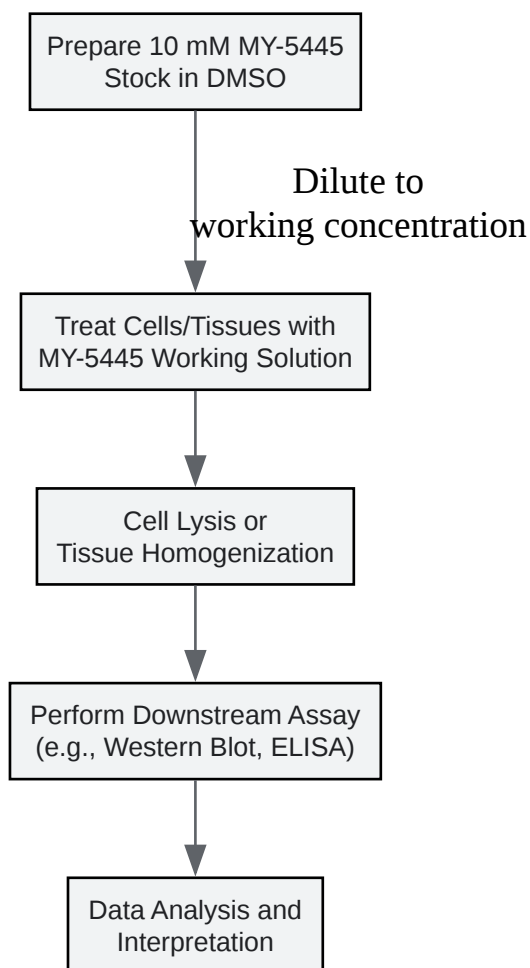 Prepare 10 mM MY-5445
Stock in DMSO
Dilute to
working concentration
Treat Cells/Tissues with
MY-5445 Working Solution
Cell Lysis or
Tissue Homogenization
Perform Downstream Assay
(e.g., Western Blot, ELISA)
Data Analysis and
Interpretation